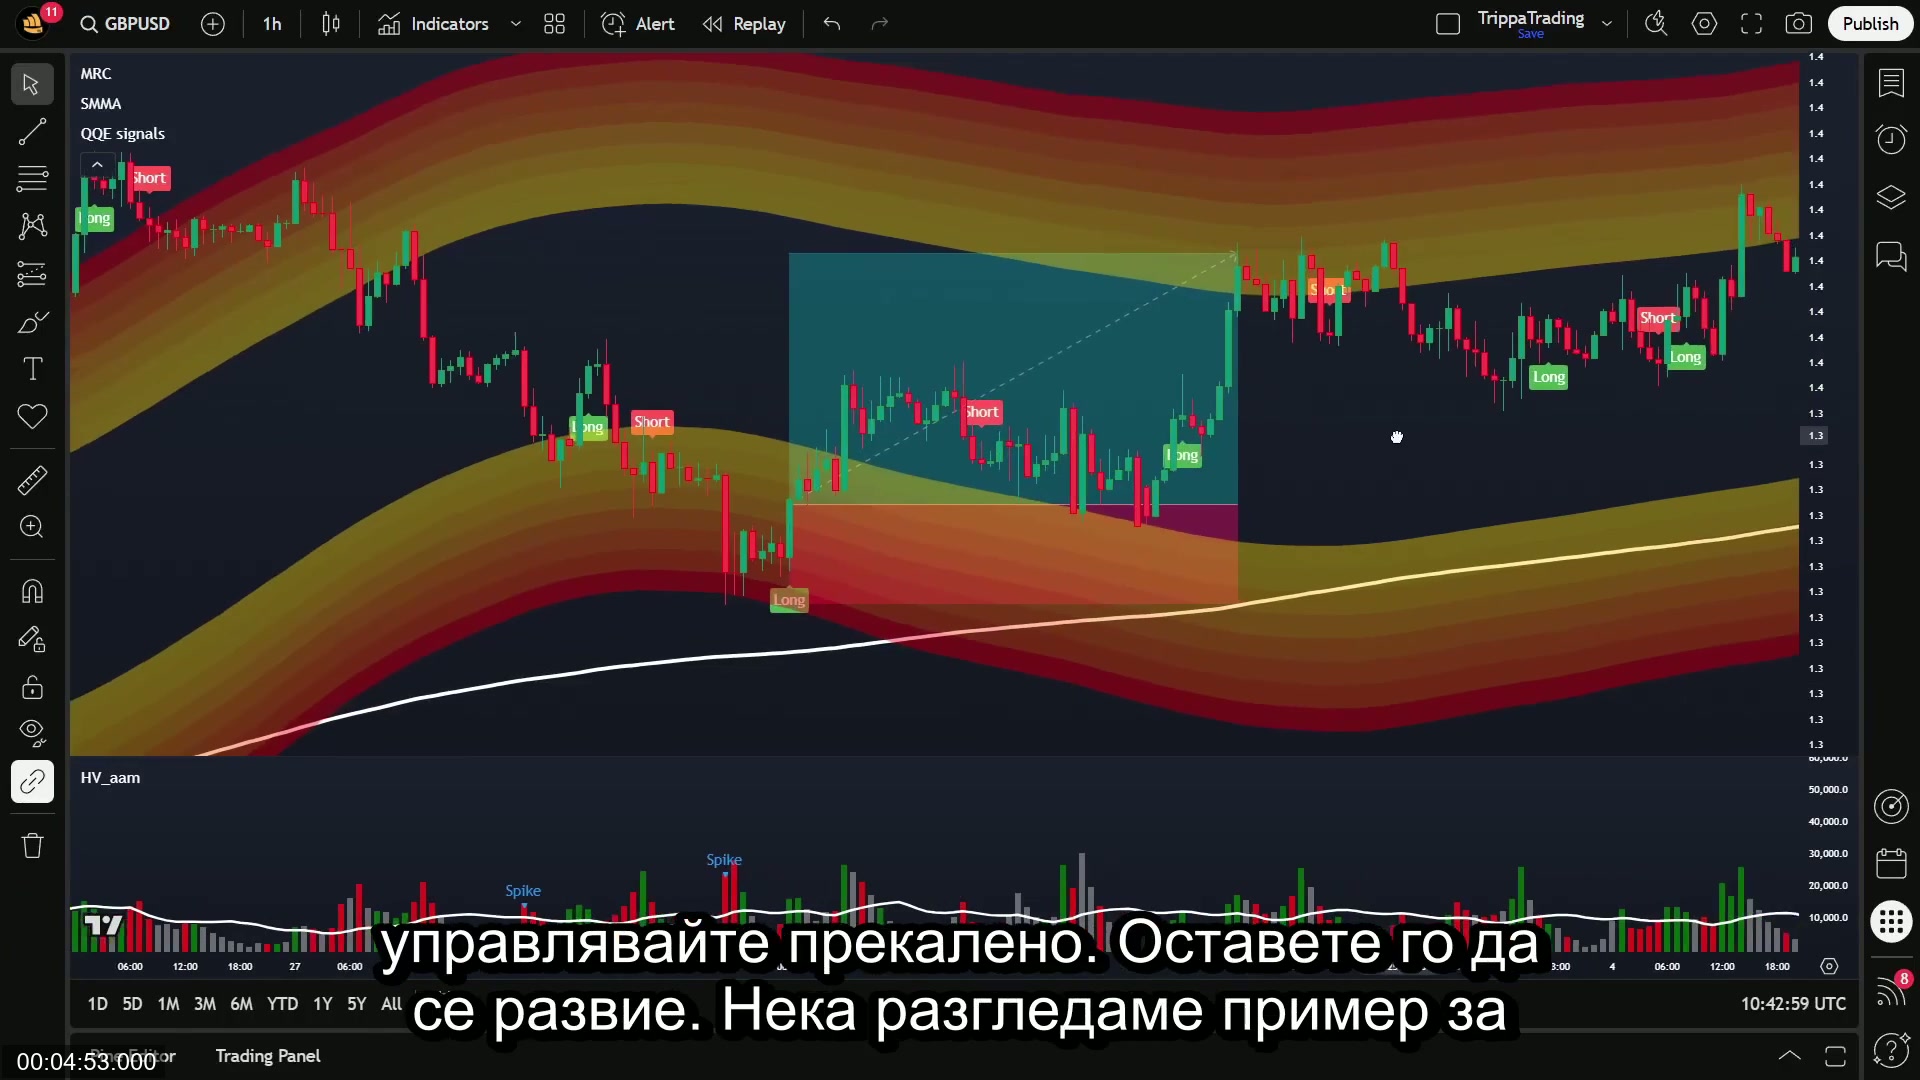 11
GBPUSD
1h
Indicators
Alert
Replay
TrippaTrading
Save
Publish
MRC
SMMA
QQE signals
Short
Long
Long
Short
Long
Short
Long
Short
Long
Short
Long
1.4
1.4
1.4
1.4
1.4
1.4
1.4
1.4
1.4
1.4
1.4
1.4
1.4
1.4
1.3
1.3
1.3
1.3
1.3
1.3
1.3
1.3
1.3
1.3
1.3
1.3
1.3
1.3
HV_aam
Spike
Spike
50,000.0
40,000.0
30,000.0
20,000.0
10,000.0
06:00 12:00 18:00 27 06:00
4 06:00 12:00 18:00
управлявайте прекалено. Оставете го да
се развие. Нека разгледаме пример за
1D 5D 1M 3M 6M YTD 1Y 5Y All
10:42:59 UTC
8
00:04:53.000
Trading Panel